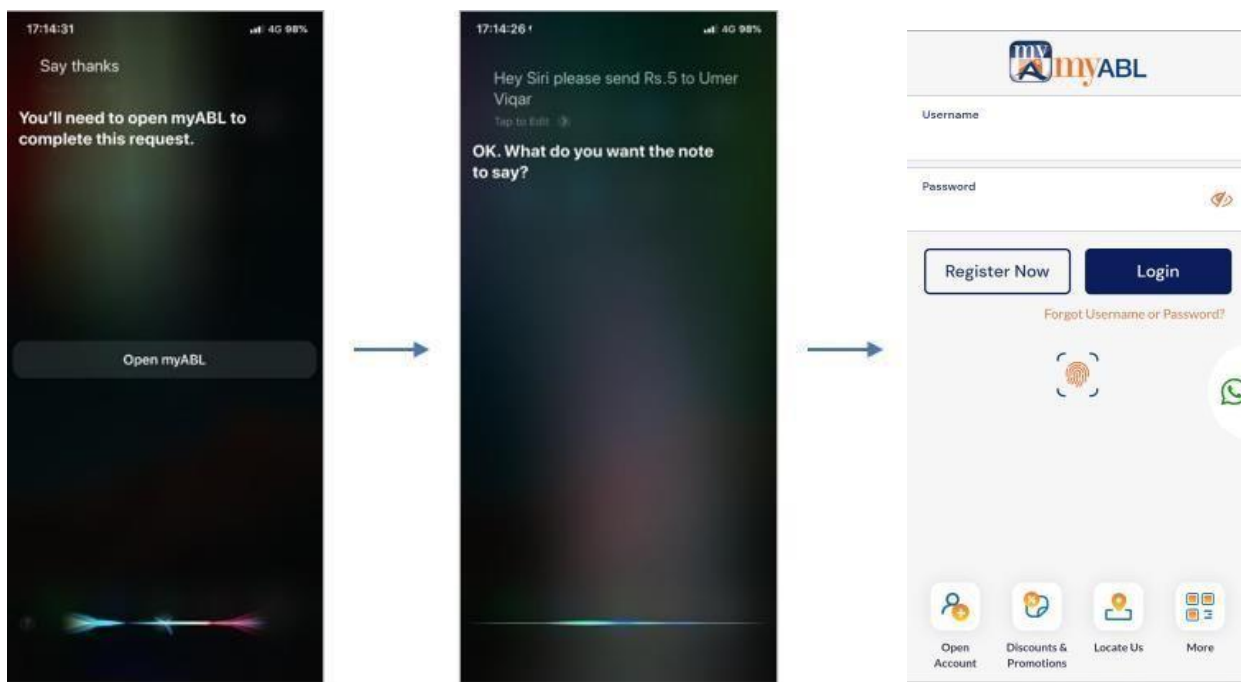 17:14:31
4G 98%
Say thanks
You'll need to open myABL to
complete this request.
Open myABL
17:14:26
4G 98%
Hey Siri please send Rs.5 to Umer
Viqar
Tap to Edit
OK. What do you want the note
to say?
my
myABL
Username
Password
Register Now
Login
Forgot Username or Password?
Open
Account
Discounts &
Promotions
Locate Us
More